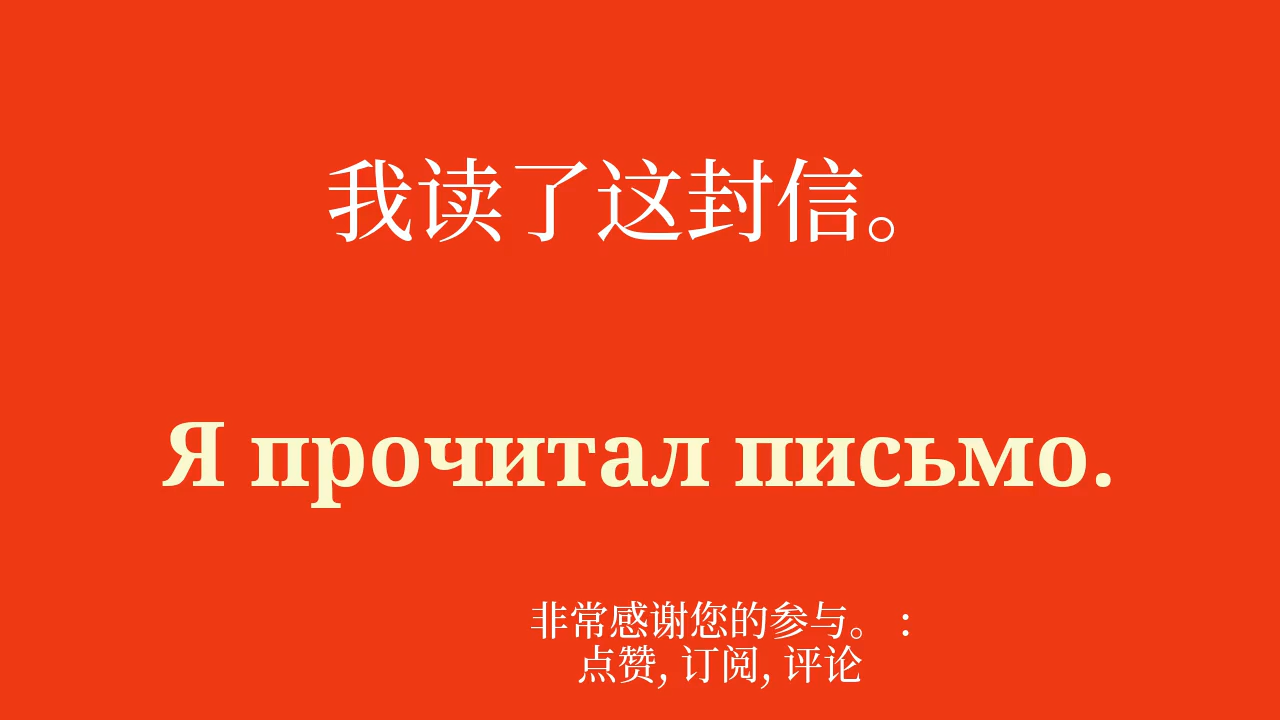 我读了这封信。
Я прочитал письмо.
非常感谢您的参与。 :
点赞, 订阅, 评论